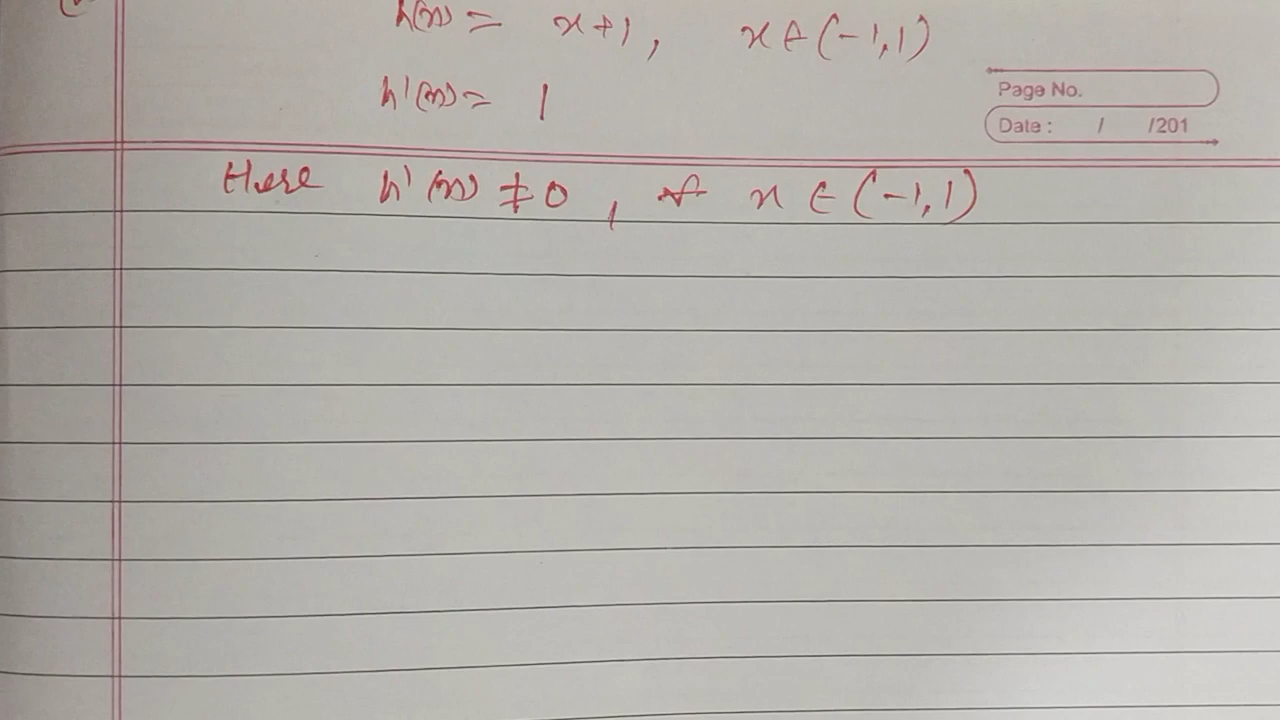 h(x) = x+1, x ∈ (-1,1)
h'(x) = 1
Page No.
Date : / /201
Here h'(x) ≠ 0, ∀ x ∈ (-1,1)